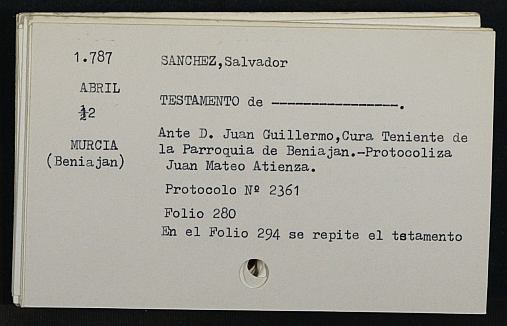 1.787
SANCHEZ,Salvador
ABRIL
12
TESTAMENTO de ----------------.
MURCIA
(Beniajan)
Ante D. Juan Guillermo,Cura Teniente de
la Parroquia de Beniajan.-Protocoliza
Juan Mateo Atienza.
Protocolo Nº 2361
Folio 280
En el Folio 294 se repite el testamento